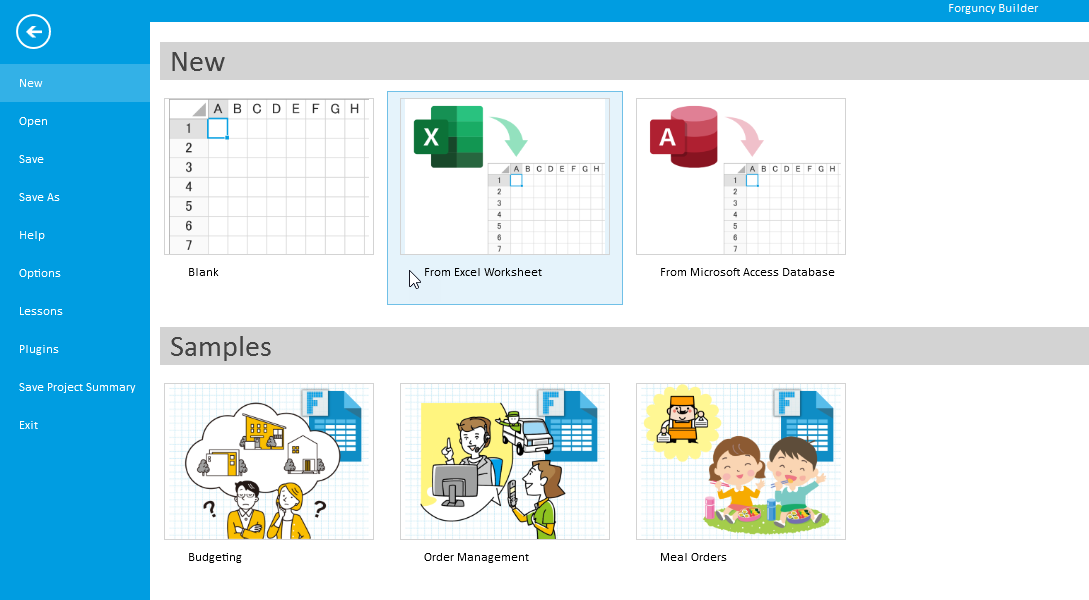 Forguncy Builder
New
Open
Save
Save As
Help
Options
Lessons
Plugins
Save Project Summary
Exit
New
A B C D E F G H
1
2
3
4
5
6
7
Blank
X
A B C D E F G H
1
2
3
4
5
6
7
From Excel Worksheet
A
A B C D E F G H
1
2
3
4
5
6
7
From Microsoft Access Database
Samples
F
? ?
Budgeting
F
Order Management
F
Meal Orders